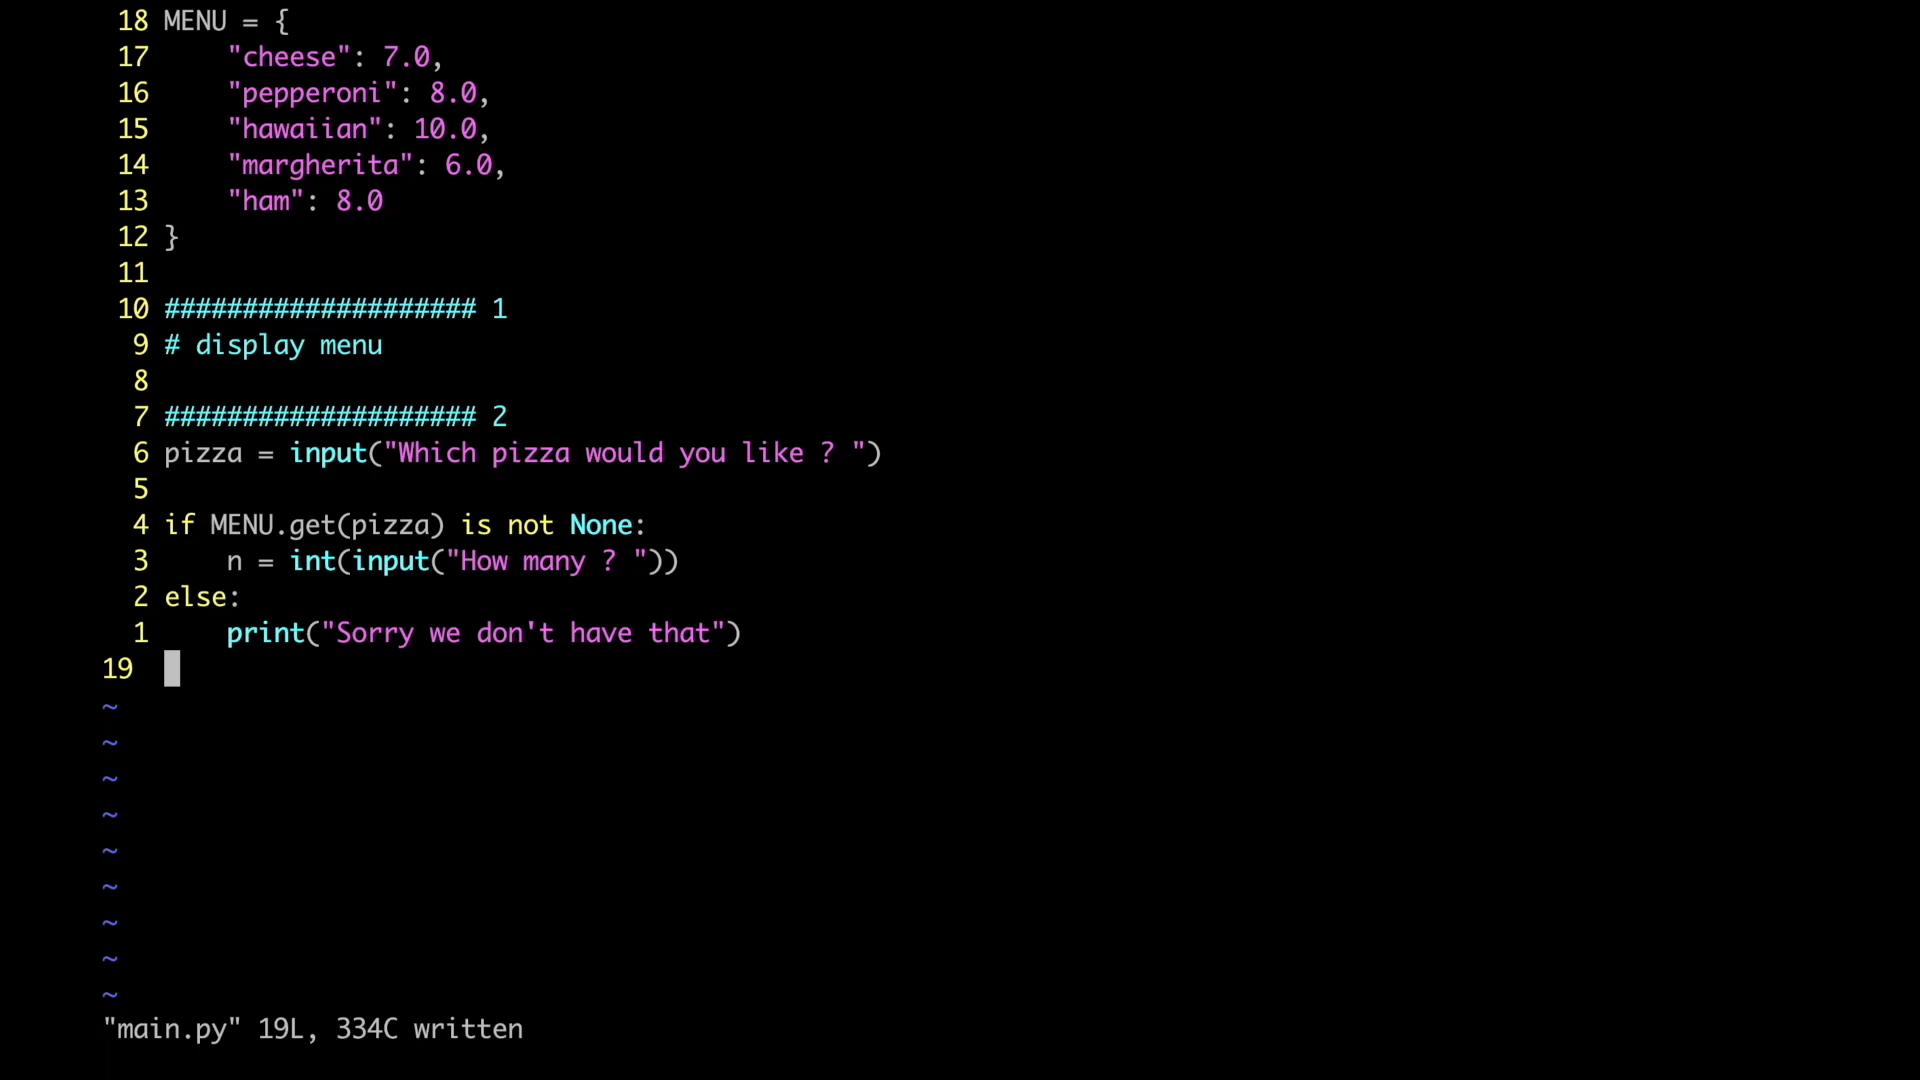 18 MENU = {
17     "cheese": 7.0,
16     "pepperoni": 8.0,
15     "hawaiian": 10.0,
14     "margherita": 6.0,
13     "ham": 8.0
12 }
11
10 #################### 1
9 # display menu
8
7 #################### 2
6 pizza = input("Which pizza would you like ? ")
5
4 if MENU.get(pizza) is not None:
3     n = int(input("How many ? "))
2 else:
1     print("Sorry we don't have that")
19
~
~
~
~
~
~
~
~
~
"main.py" 19L, 334C written